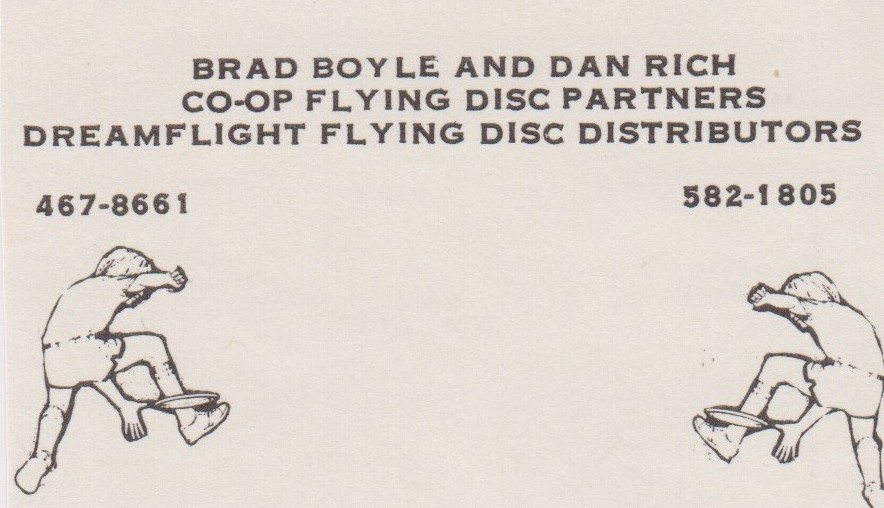 BRAD BOYLE AND DAN RICH
CO-OP FLYING DISC PARTNERS
DREAMFLIGHT FLYING DISC DISTRIBUTORS
467-8661
582-1805